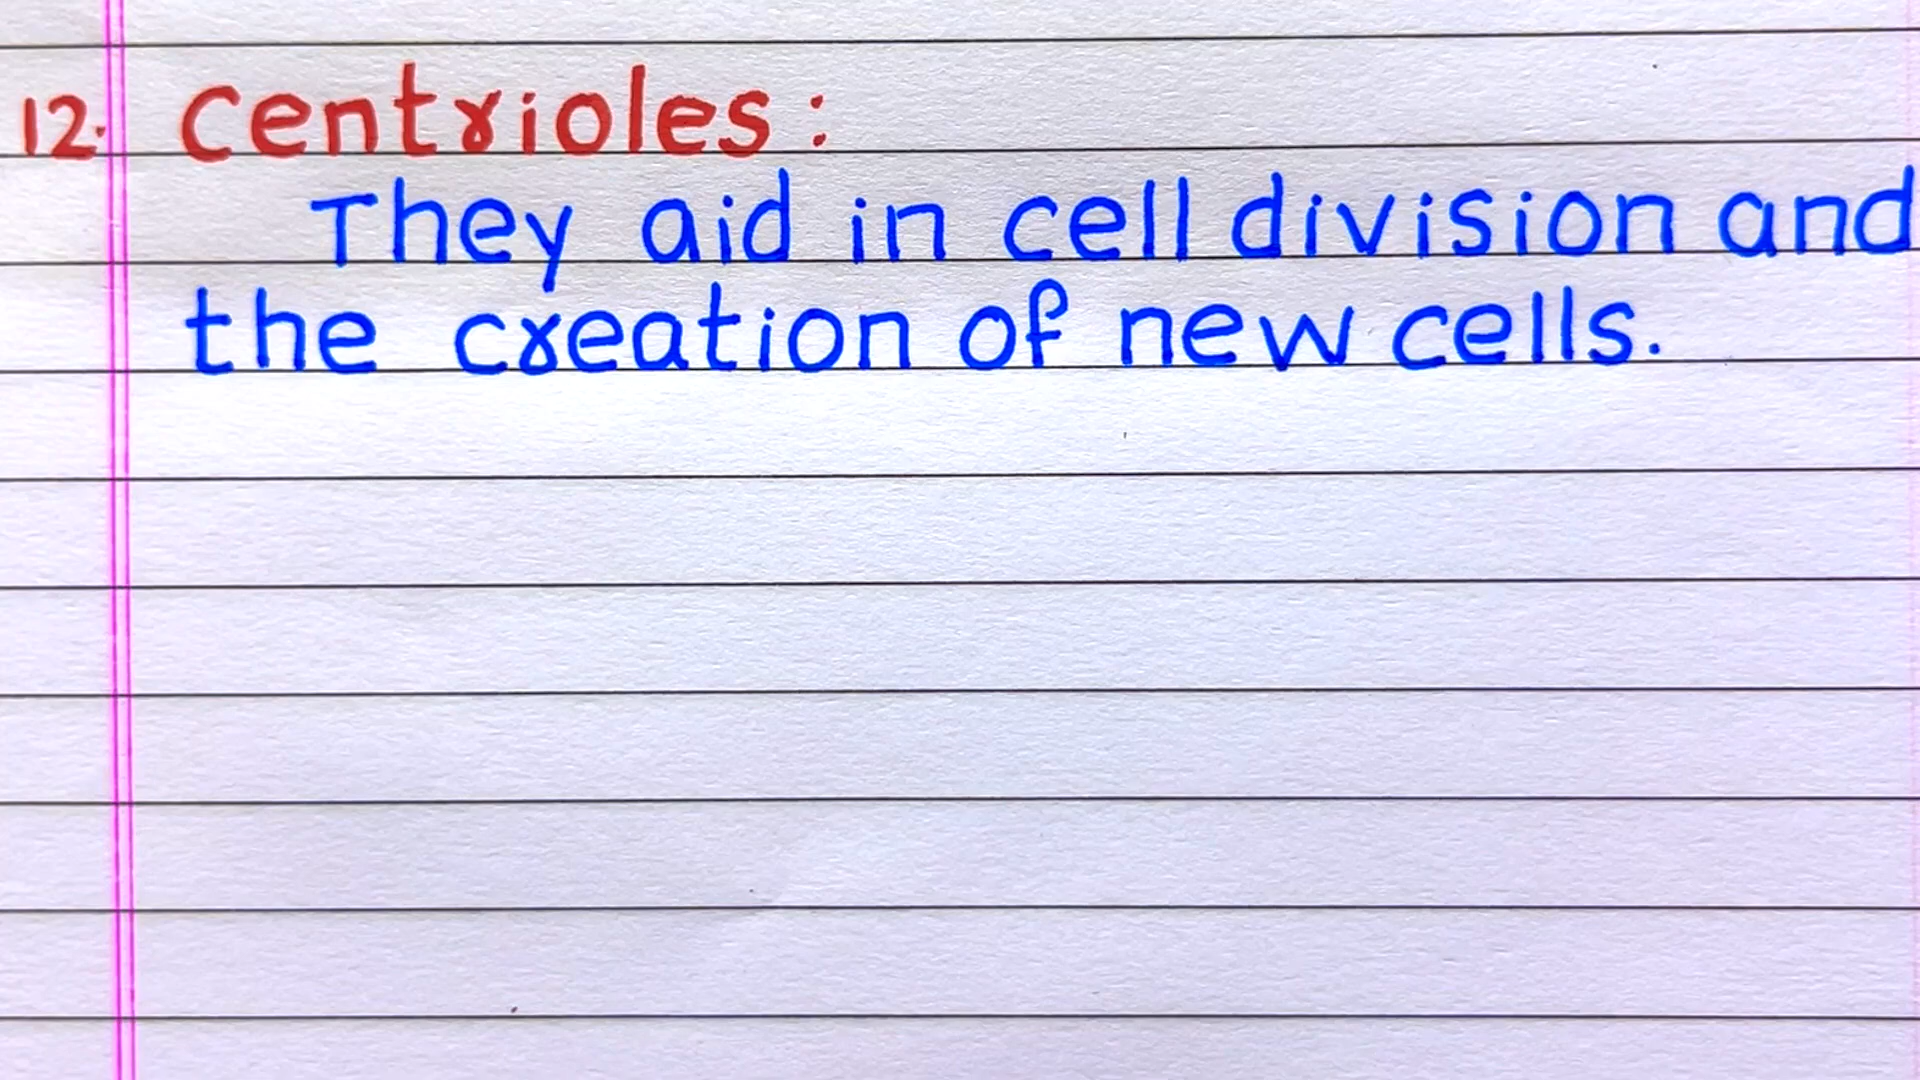 12. Centrioles:
They aid in cell division and
the creation of new cells.